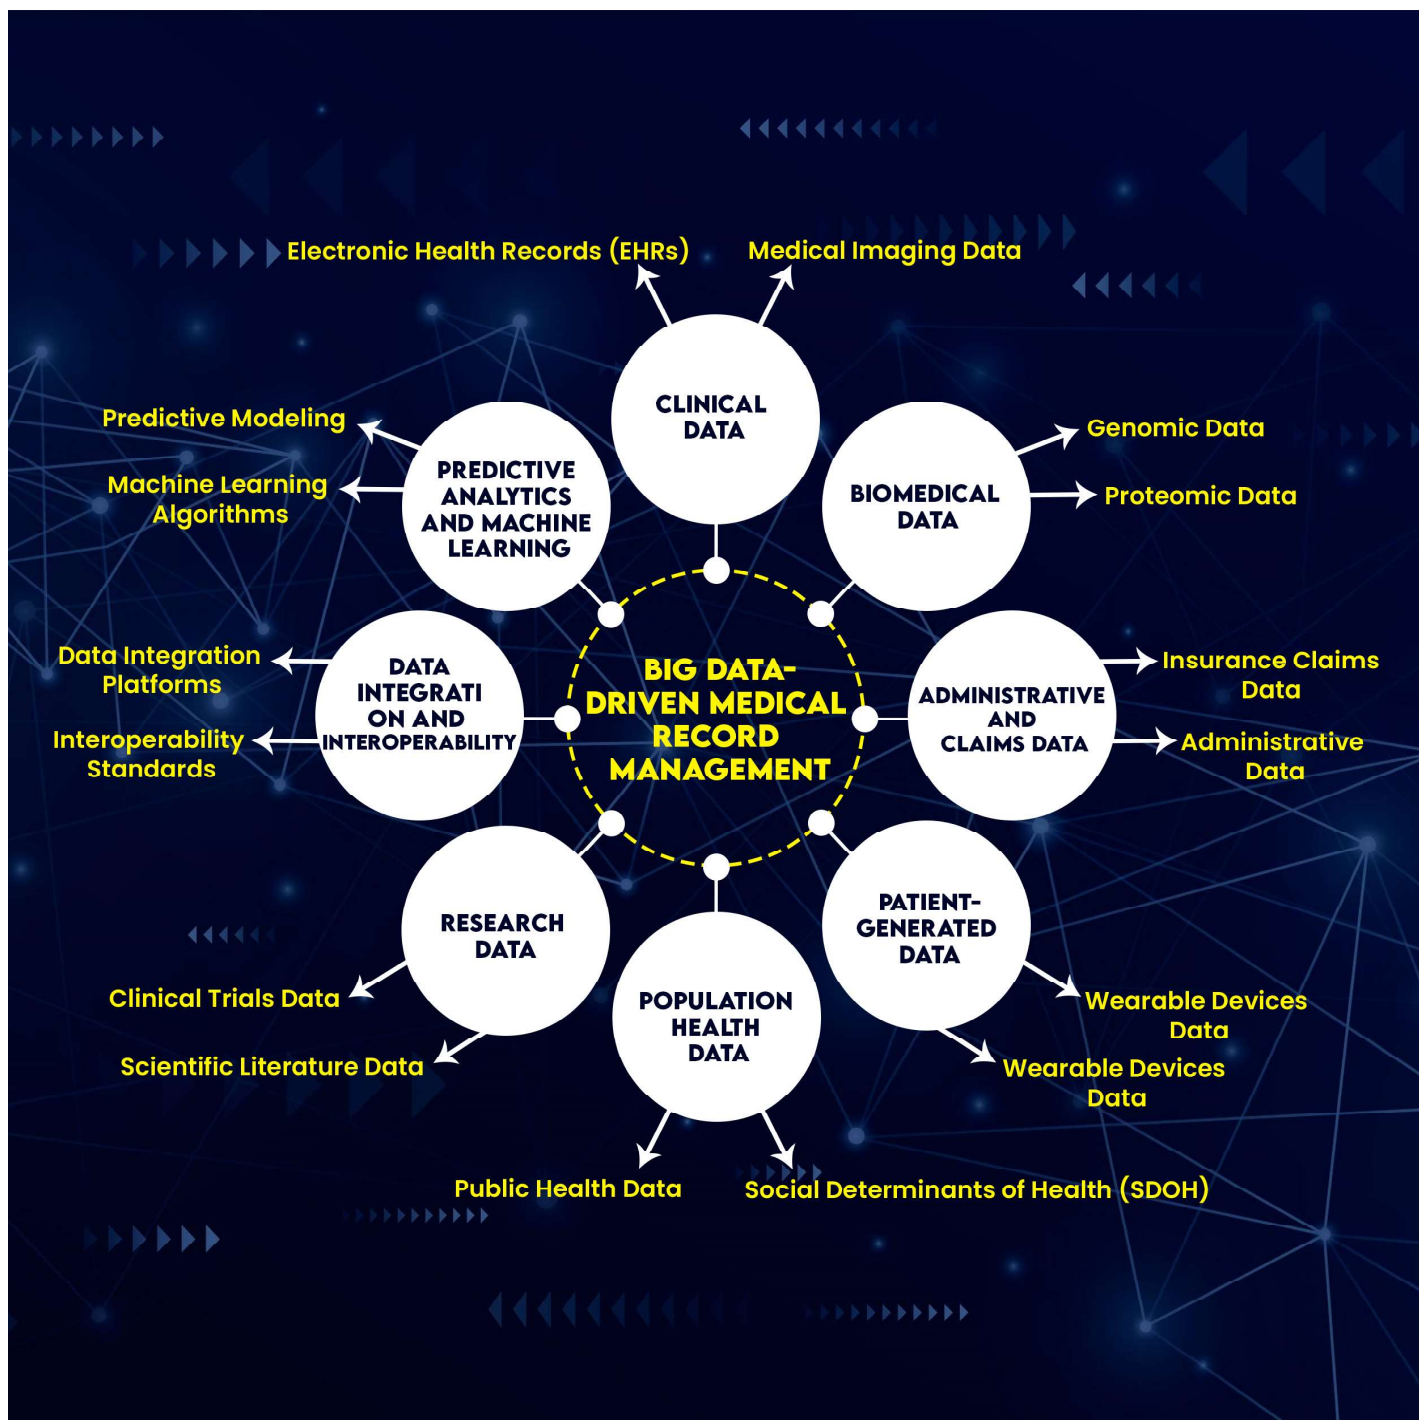 Electronic Health Records (EHRs)
Medical Imaging Data
CLINICAL
DATA
Predictive Modeling
Machine Learning
Algorithms
PREDICTIVE
ANALYTICS
AND MACHINE
LEARNING
BIOMEDICAL
DATA
Genomic Data
Proteomic Data
Data Integration
Platforms
Interoperability
Standards
DATA
INTEGRATI
ON AND
INTEROPERABILITY
BIG DATA-
DRIVEN MEDICAL
RECORD
MANAGEMENT
ADMINISTRATIVE
AND
CLAIMS DATA
Insurance Claims
Data
Administrative
Data
RESEARCH
DATA
Clinical Trials Data
Scientific Literature Data
POPULATION
HEALTH
DATA
Public Health Data
Social Determinants of Health (SDOH)
PATIENT-
GENERATED
DATA
Wearable Devices
Data
Wearable Devices
Data